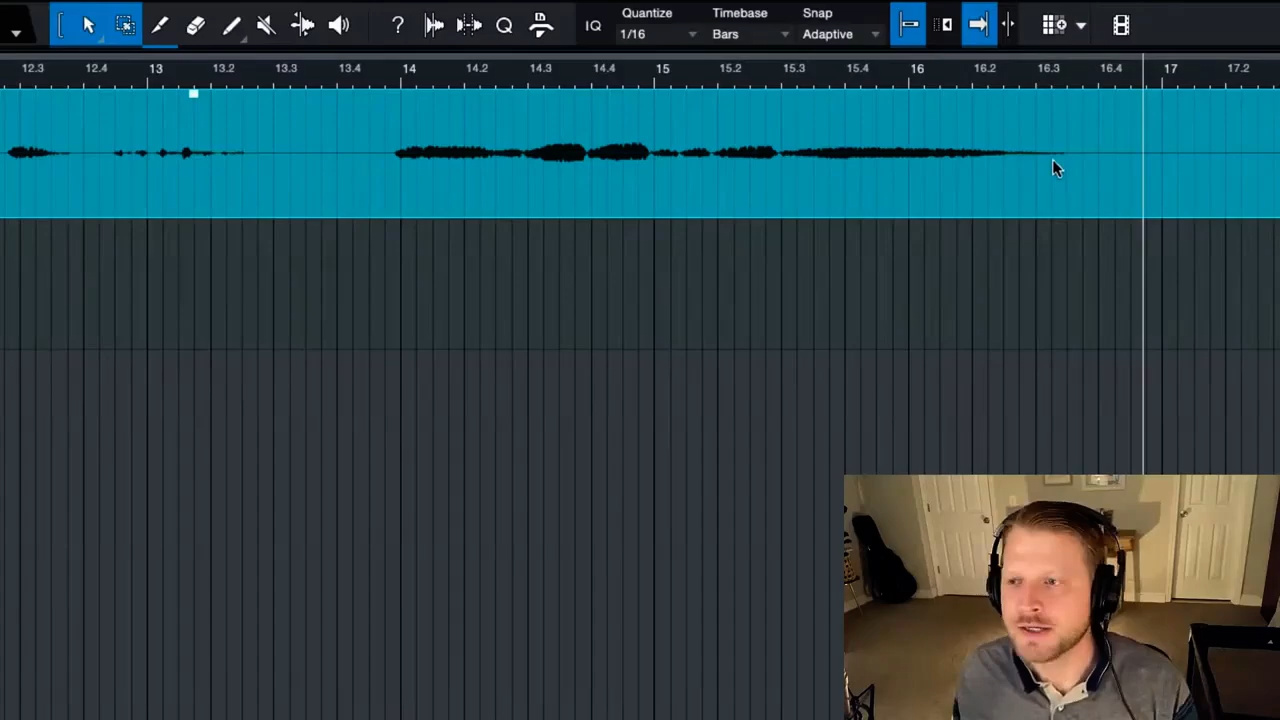 Quantize Timebase Snap
? Q IQ 1/16 Bars Adaptive
12.3 12.4 13 13.2 13.3 13.4 14 14.2 14.3 14.4 15 15.2 15.3 15.4 16 16.2 16.3 16.4 17 17.2